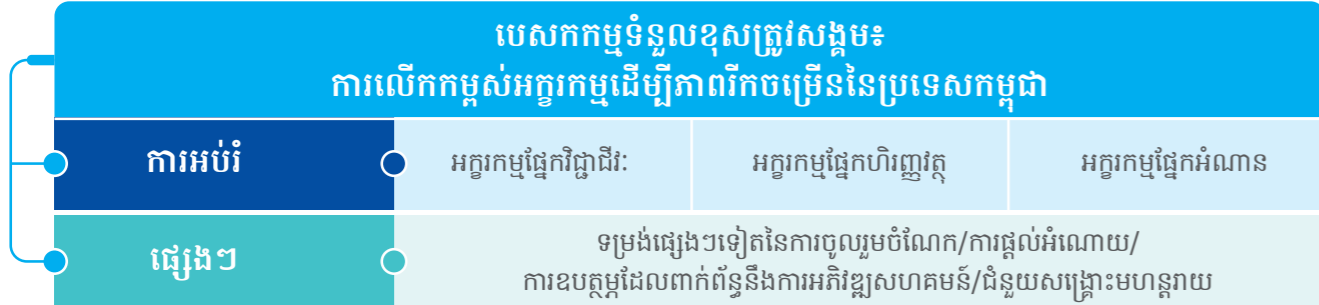 បេសកកម្មទំនួលខុសត្រូវសង្គម៖
ការលើកកម្ពស់អក្ខរកម្មដើម្បីភាពរីកចម្រើននៃប្រទេសកម្ពុជា
ការអប់រំ
អក្ខរកម្មផ្នែកវិជ្ជាជីវៈ
អក្ខរកម្មផ្នែកហិរញ្ញវត្ថុ
អក្ខរកម្មផ្នែកអំណាន
ផ្សេងៗ
ទម្រង់ផ្សេងៗទៀតនៃការចូលរួមចំណែក/ការផ្តល់អំណោយ/
ការឧបត្ថម្ភដែលពាក់ព័ន្ធនឹងការអភិវឌ្ឍសហគមន៍/ជំនួយសង្គ្រោះមហន្តរាយ